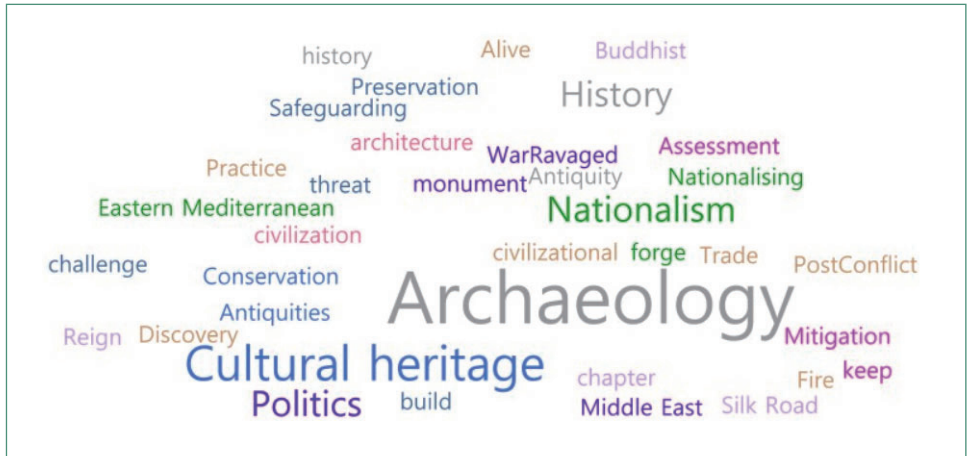 history Alive Buddhist
Preservation History
Safeguarding
architecture WarRavaged Assessment
Practice threat monument Antiquity Nationalising
Eastern Mediterranean Nationalism
civilization
civilizational forge Trade PostConflict
challenge Conservation Archaeology
Antiquities
Reign Discovery Mitigation
Cultural heritage chapter Fire keep
Politics build Middle East Silk Road